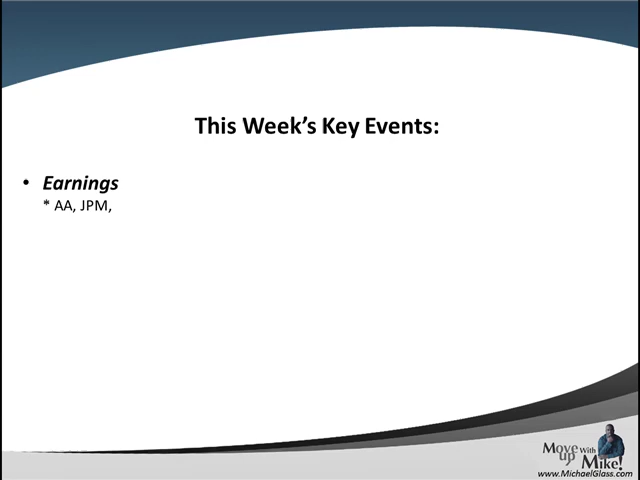 This Week's Key Events:
• Earnings
* AA, JPM,
Move up With Mike!
www.MichaelGlass.com